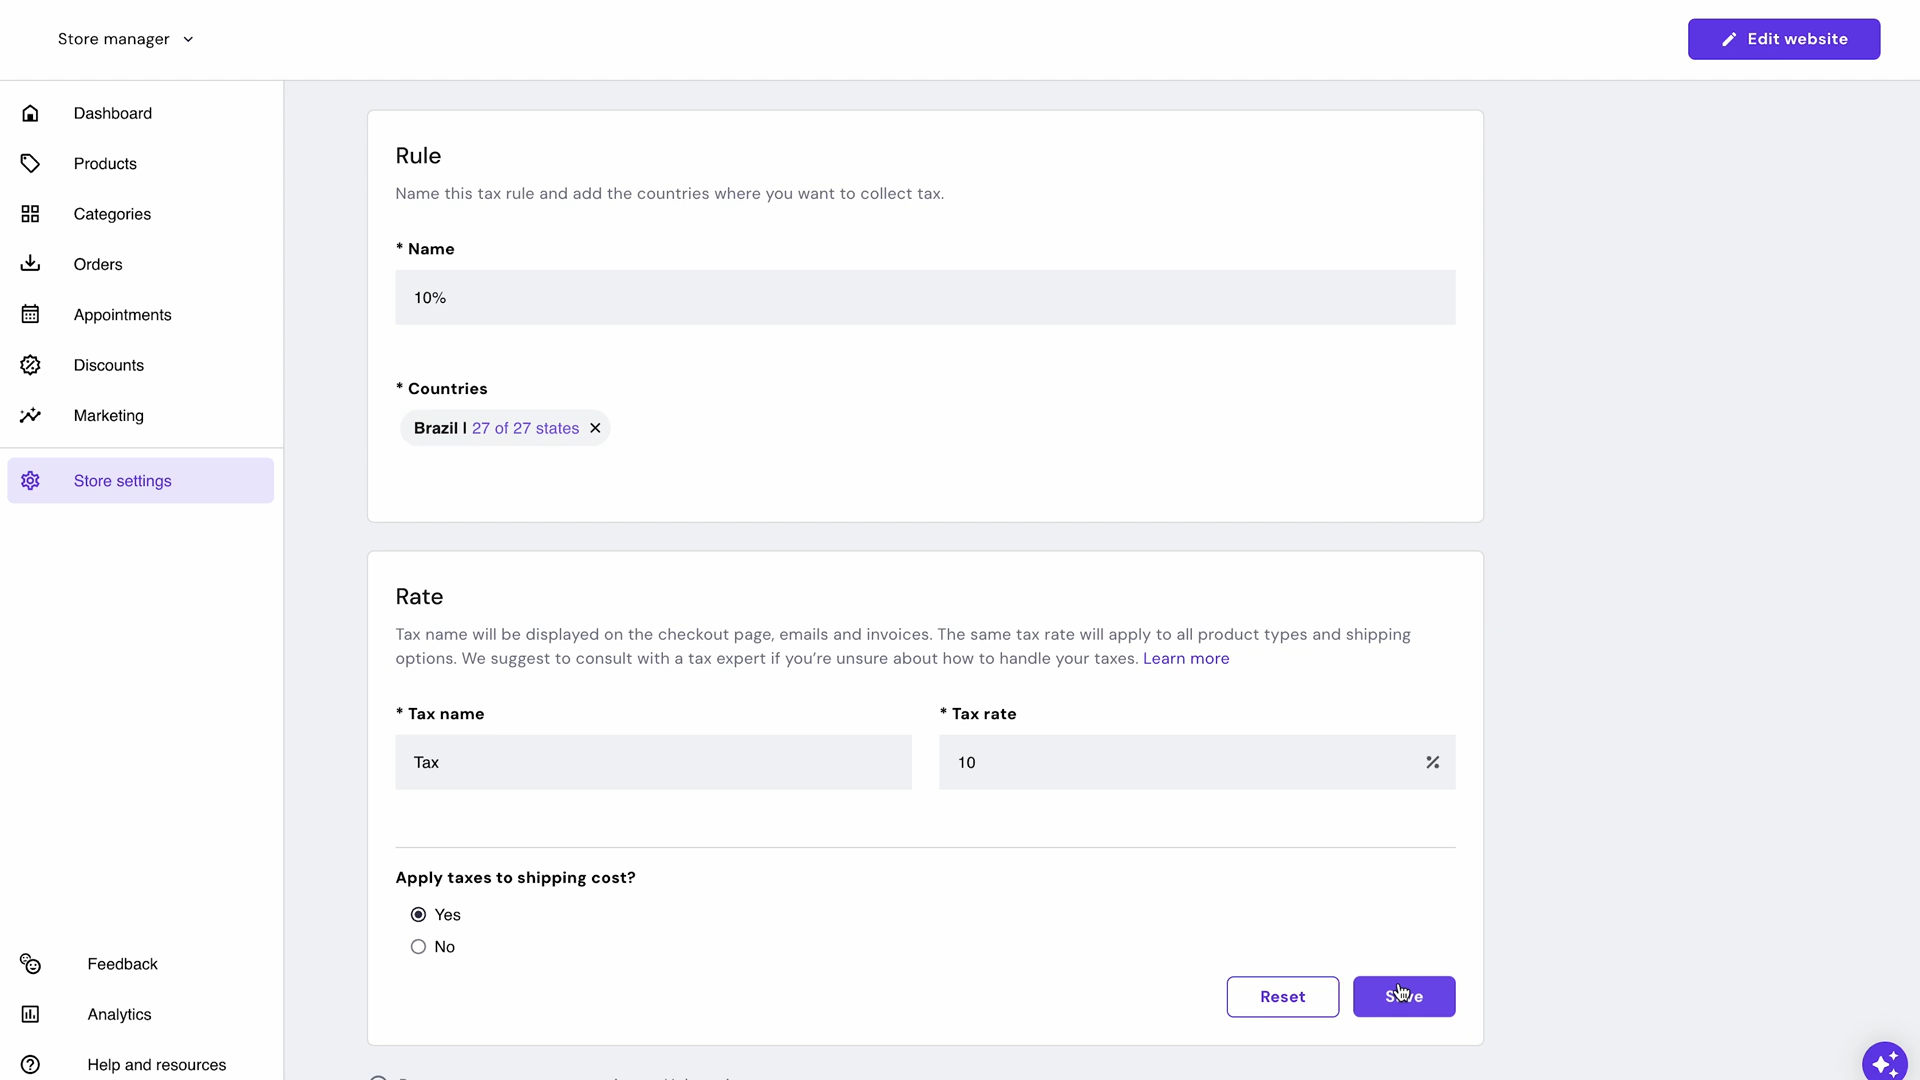 Store manager
Edit website
Dashboard
Products
Categories
Orders
Appointments
Discounts
Marketing
Store settings
Feedback
Analytics
Help and resources
Rule
Name this tax rule and add the countries where you want to collect tax.
* Name
10%
* Countries
Brazil | 27 of 27 states
Rate
Tax name will be displayed on the checkout page, emails and invoices. The same tax rate will apply to all product types and shipping
options. We suggest to consult with a tax expert if you’re unsure about how to handle your taxes. Learn more
* Tax name
* Tax rate
Tax
10 %
Apply taxes to shipping cost?
Yes
No
Reset
Save